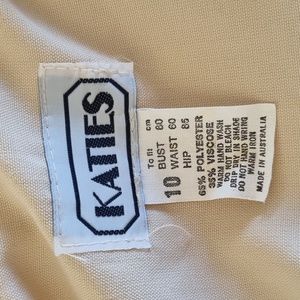 KATIES
To fit cm
BUST 80
WAIST 60
10 HIP 85
65% POLYESTER
35% VISCOSE
WARM HAND WASH
DO NOT BLEACH
DRIP DRY IN SHADE
DO NOT HAND WRING
WARM IRON
MADE IN AUSTRALIA